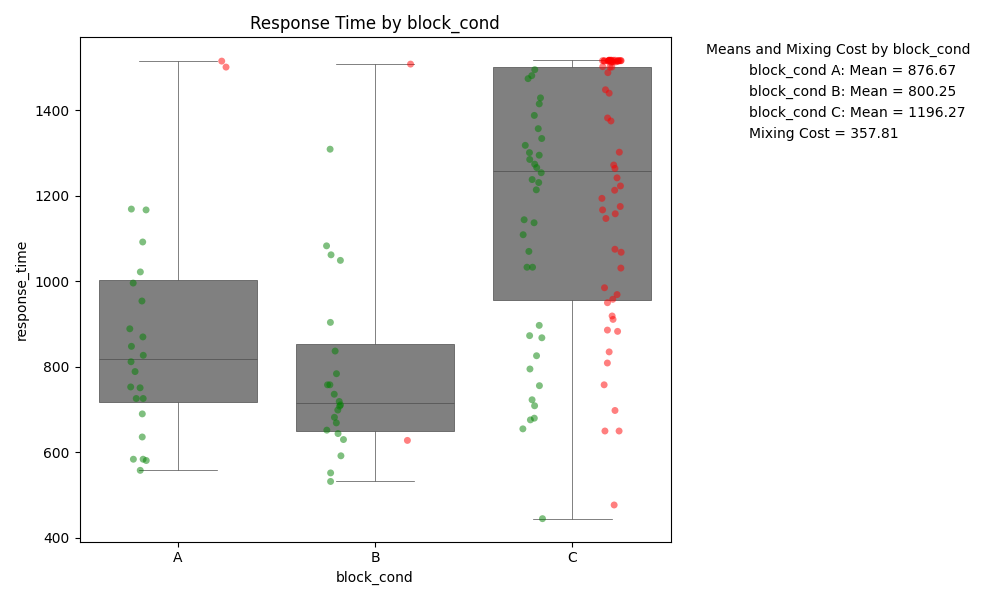 Response Time by block_cond
Means and Mixing Cost by block_cond
block_cond A: Mean = 876.67
block_cond B: Mean = 800.25
block_cond C: Mean = 1196.27
Mixing Cost = 357.81
response_time
1400
1200
1000
800
600
400
A B C
block_cond